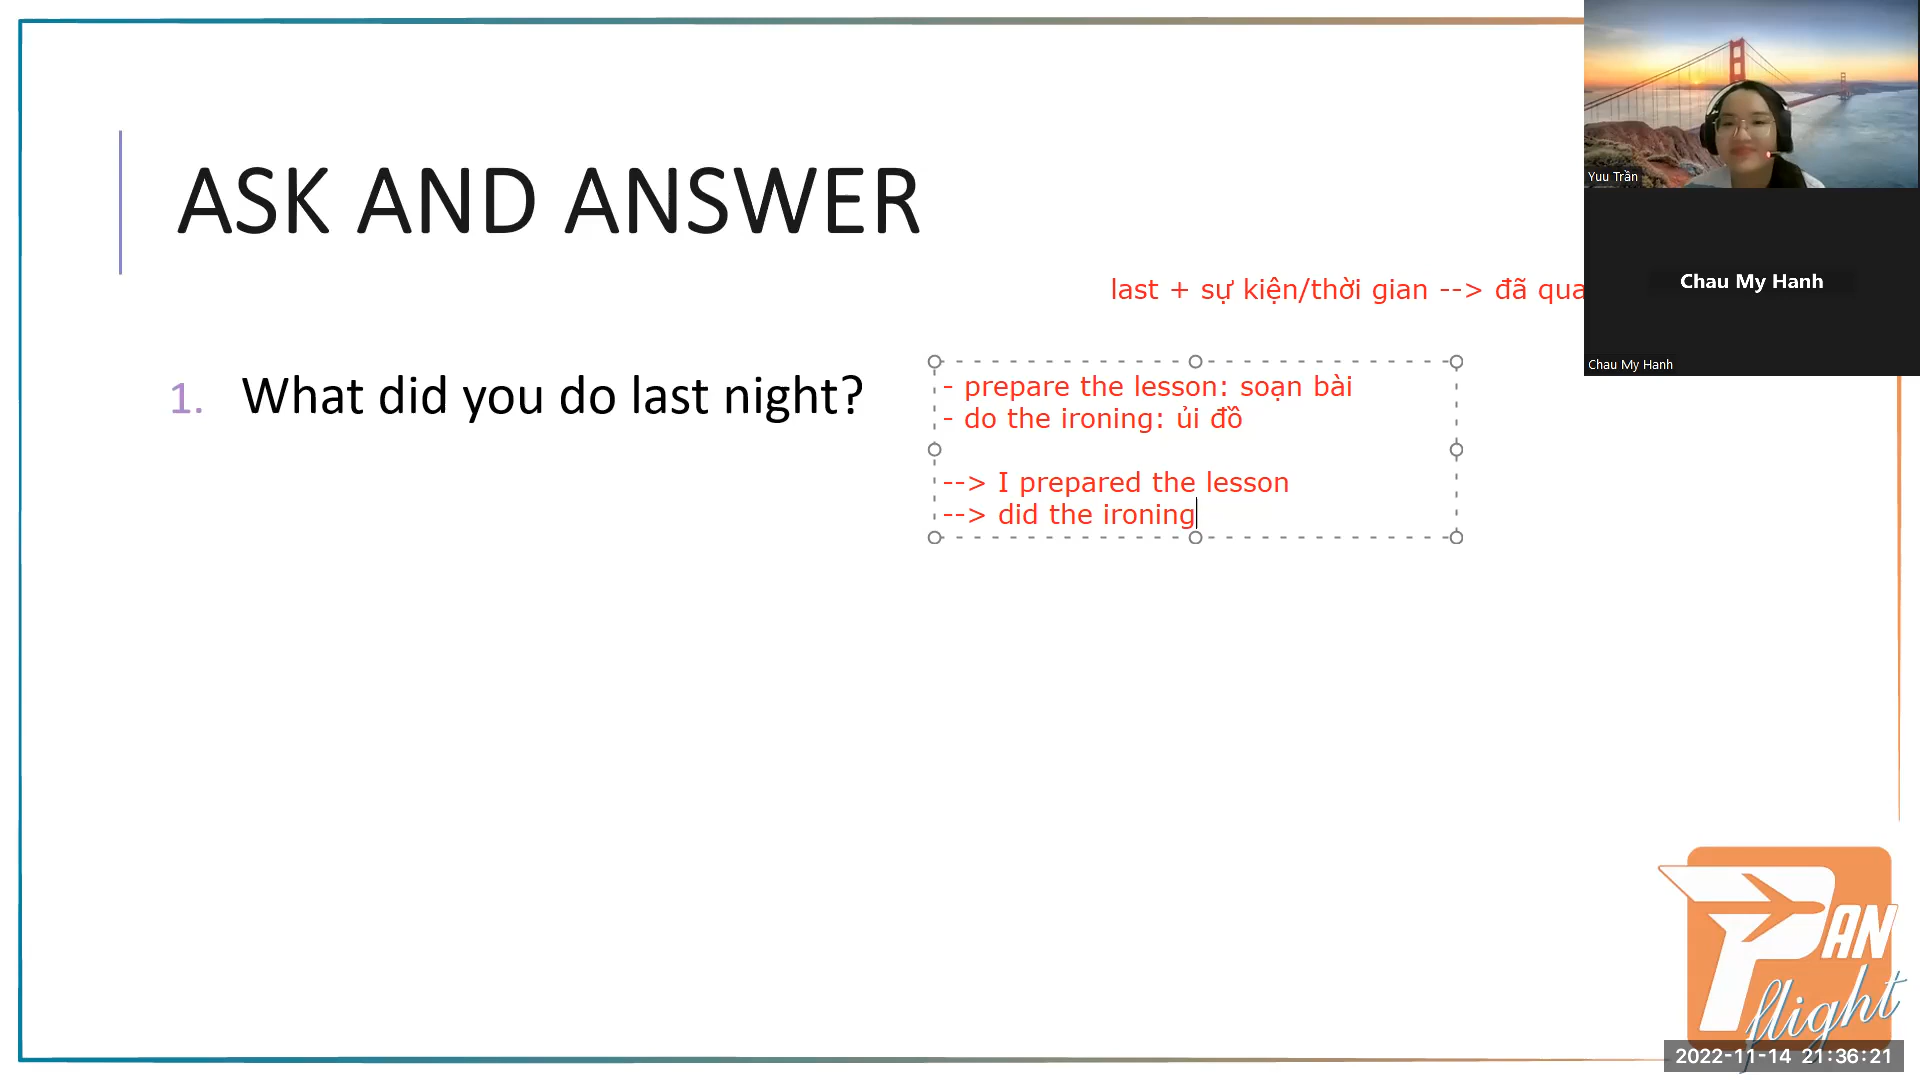 ASK AND ANSWER
last + sự kiện/thời gian --> đã qua
1. What did you do last night?
- prepare the lesson: soạn bài
- do the ironing: ủi đồ
--> I prepared the lesson
--> did the ironing
Yuu Trần
Chau My Hanh
Chau My Hanh
PAN
flight
2022-11-14 21:36:21